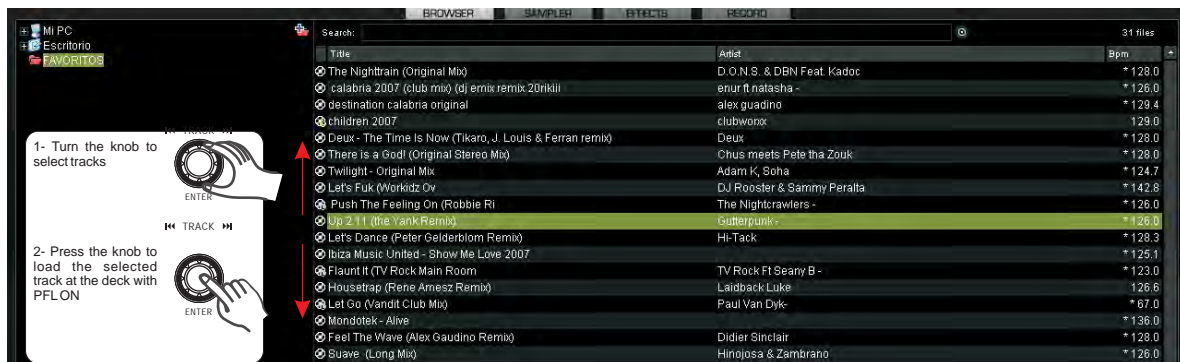 BROWSER SAMPLER EFFECTS RECORD
Mi PC
Escritorio
FAVORITOS
1- Turn the knob to
select tracks
TRACK
ENTER
TRACK
2- Press the knob to
load the selected
track at the deck with
PFL ON
ENTER
Search: 31 files
Title Artist Bpm
The Nighttrain (Original Mix) D.O.N.S. & DBN Feat. Kadoc * 128.0
calabria 2007 (club mix) (dj emix remix 20rikiii enur ft natasha - * 126.0
destination calabria original alex guadino * 129.4
children 2007 clubworxx 129.0
Deux - The Time Is Now (Tikaro, J. Louis & Ferran remix) Deux * 128.0
There is a God! (Original Stereo Mix) Chus meets Pete tha Zouk * 128.0
Twilight - Original Mix Adam K, Soha * 124.7
Let's Fuk (Workidz Ov DJ Rooster & Sammy Peralta * 142.8
Push The Feeling On (Robbie Ri The Nightcrawlers - * 126.0
Up 2.11 (the Yank Remix) Gutterpunk - * 126.0
Let's Dance (Peter Gelderblom Remix) Hi-Tack * 128.3
Ibiza Music United - Show Me Love 2007 * 125.1
Flaunt It (TV Rock Main Room TV Rock Ft Seany B - * 123.0
Housetrap (Rene Amesz Remix) Laidback Luke 126.6
Let Go (Vandit Club Mix) Paul Van Dyk- * 67.0
Mondotek - Alive * 136.0
Feel The Wave (Alex Gaudino Remix) Didier Sinclair * 128.0
Suave (Long Mix) Hinojosa & Zambrano * 126.0